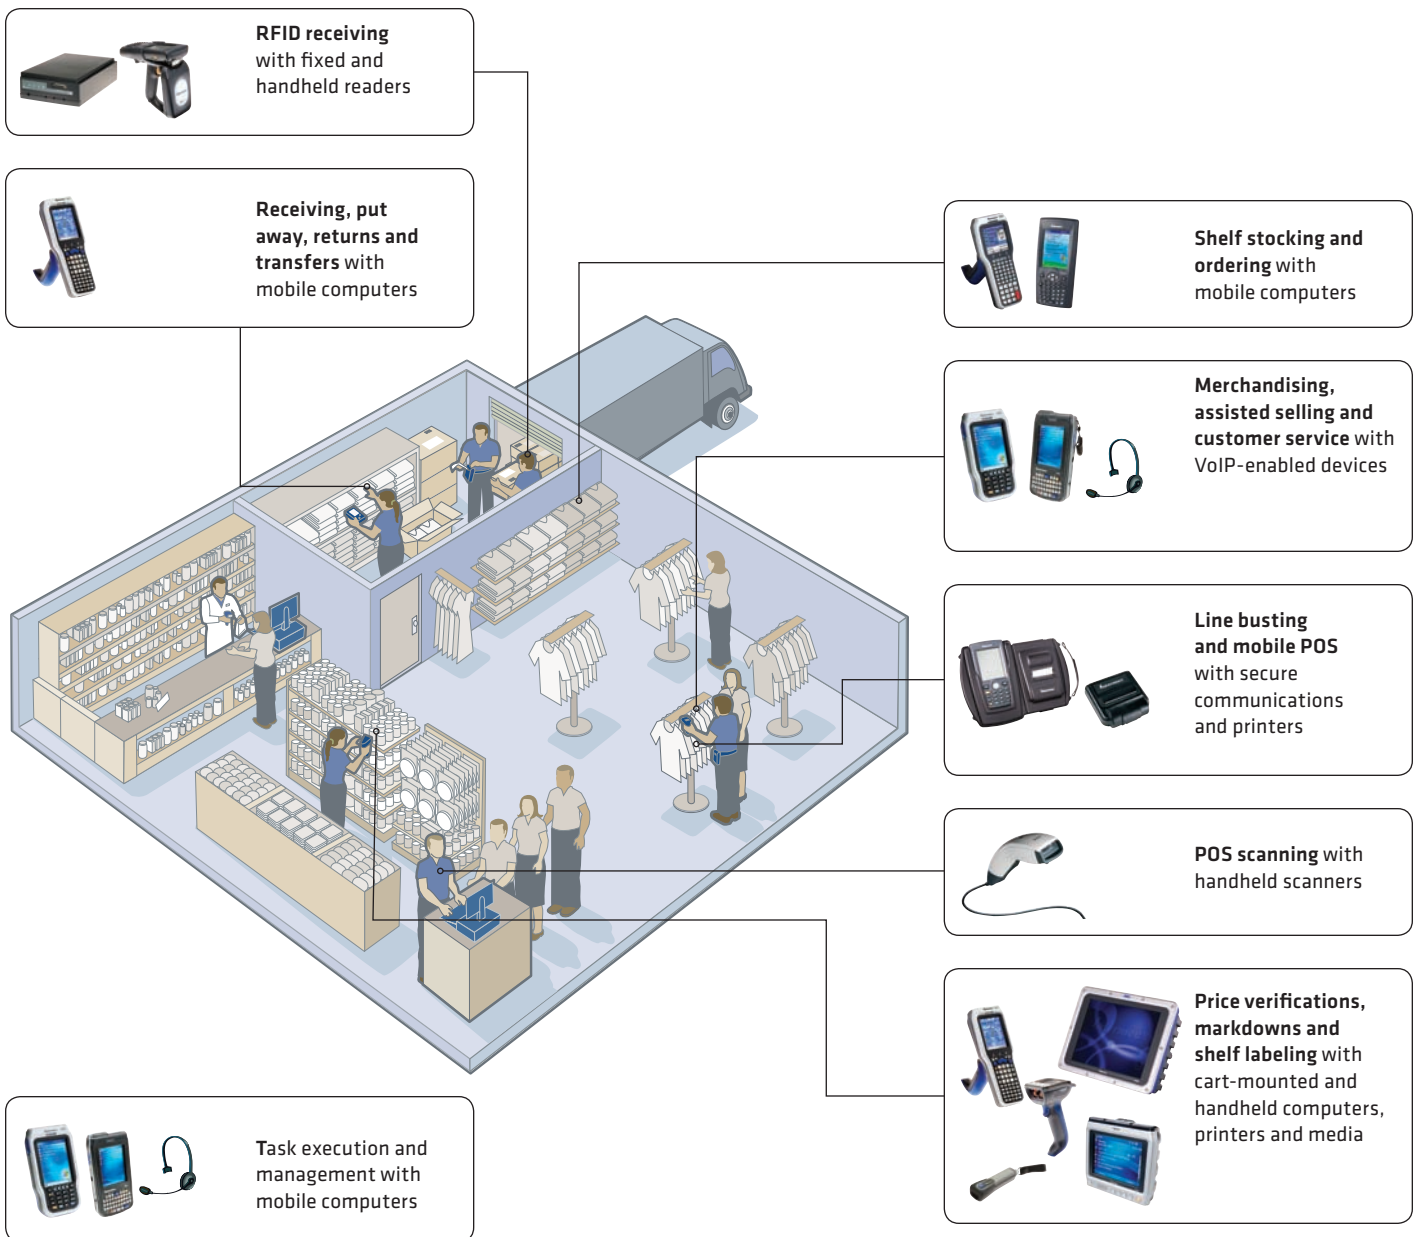 RFID receiving
with fixed and
handheld readers
Receiving, put
away, returns and
transfers with
mobile computers
Shelf stocking and
ordering with
mobile computers
Merchandising,
assisted selling and
customer service with
VoIP-enabled devices
Line busting
and mobile POS
with secure
communications
and printers
POS scanning with
handheld scanners
Price verifications,
markdowns and
shelf labeling with
cart-mounted and
handheld computers,
printers and media
Task execution and
management with
mobile computers